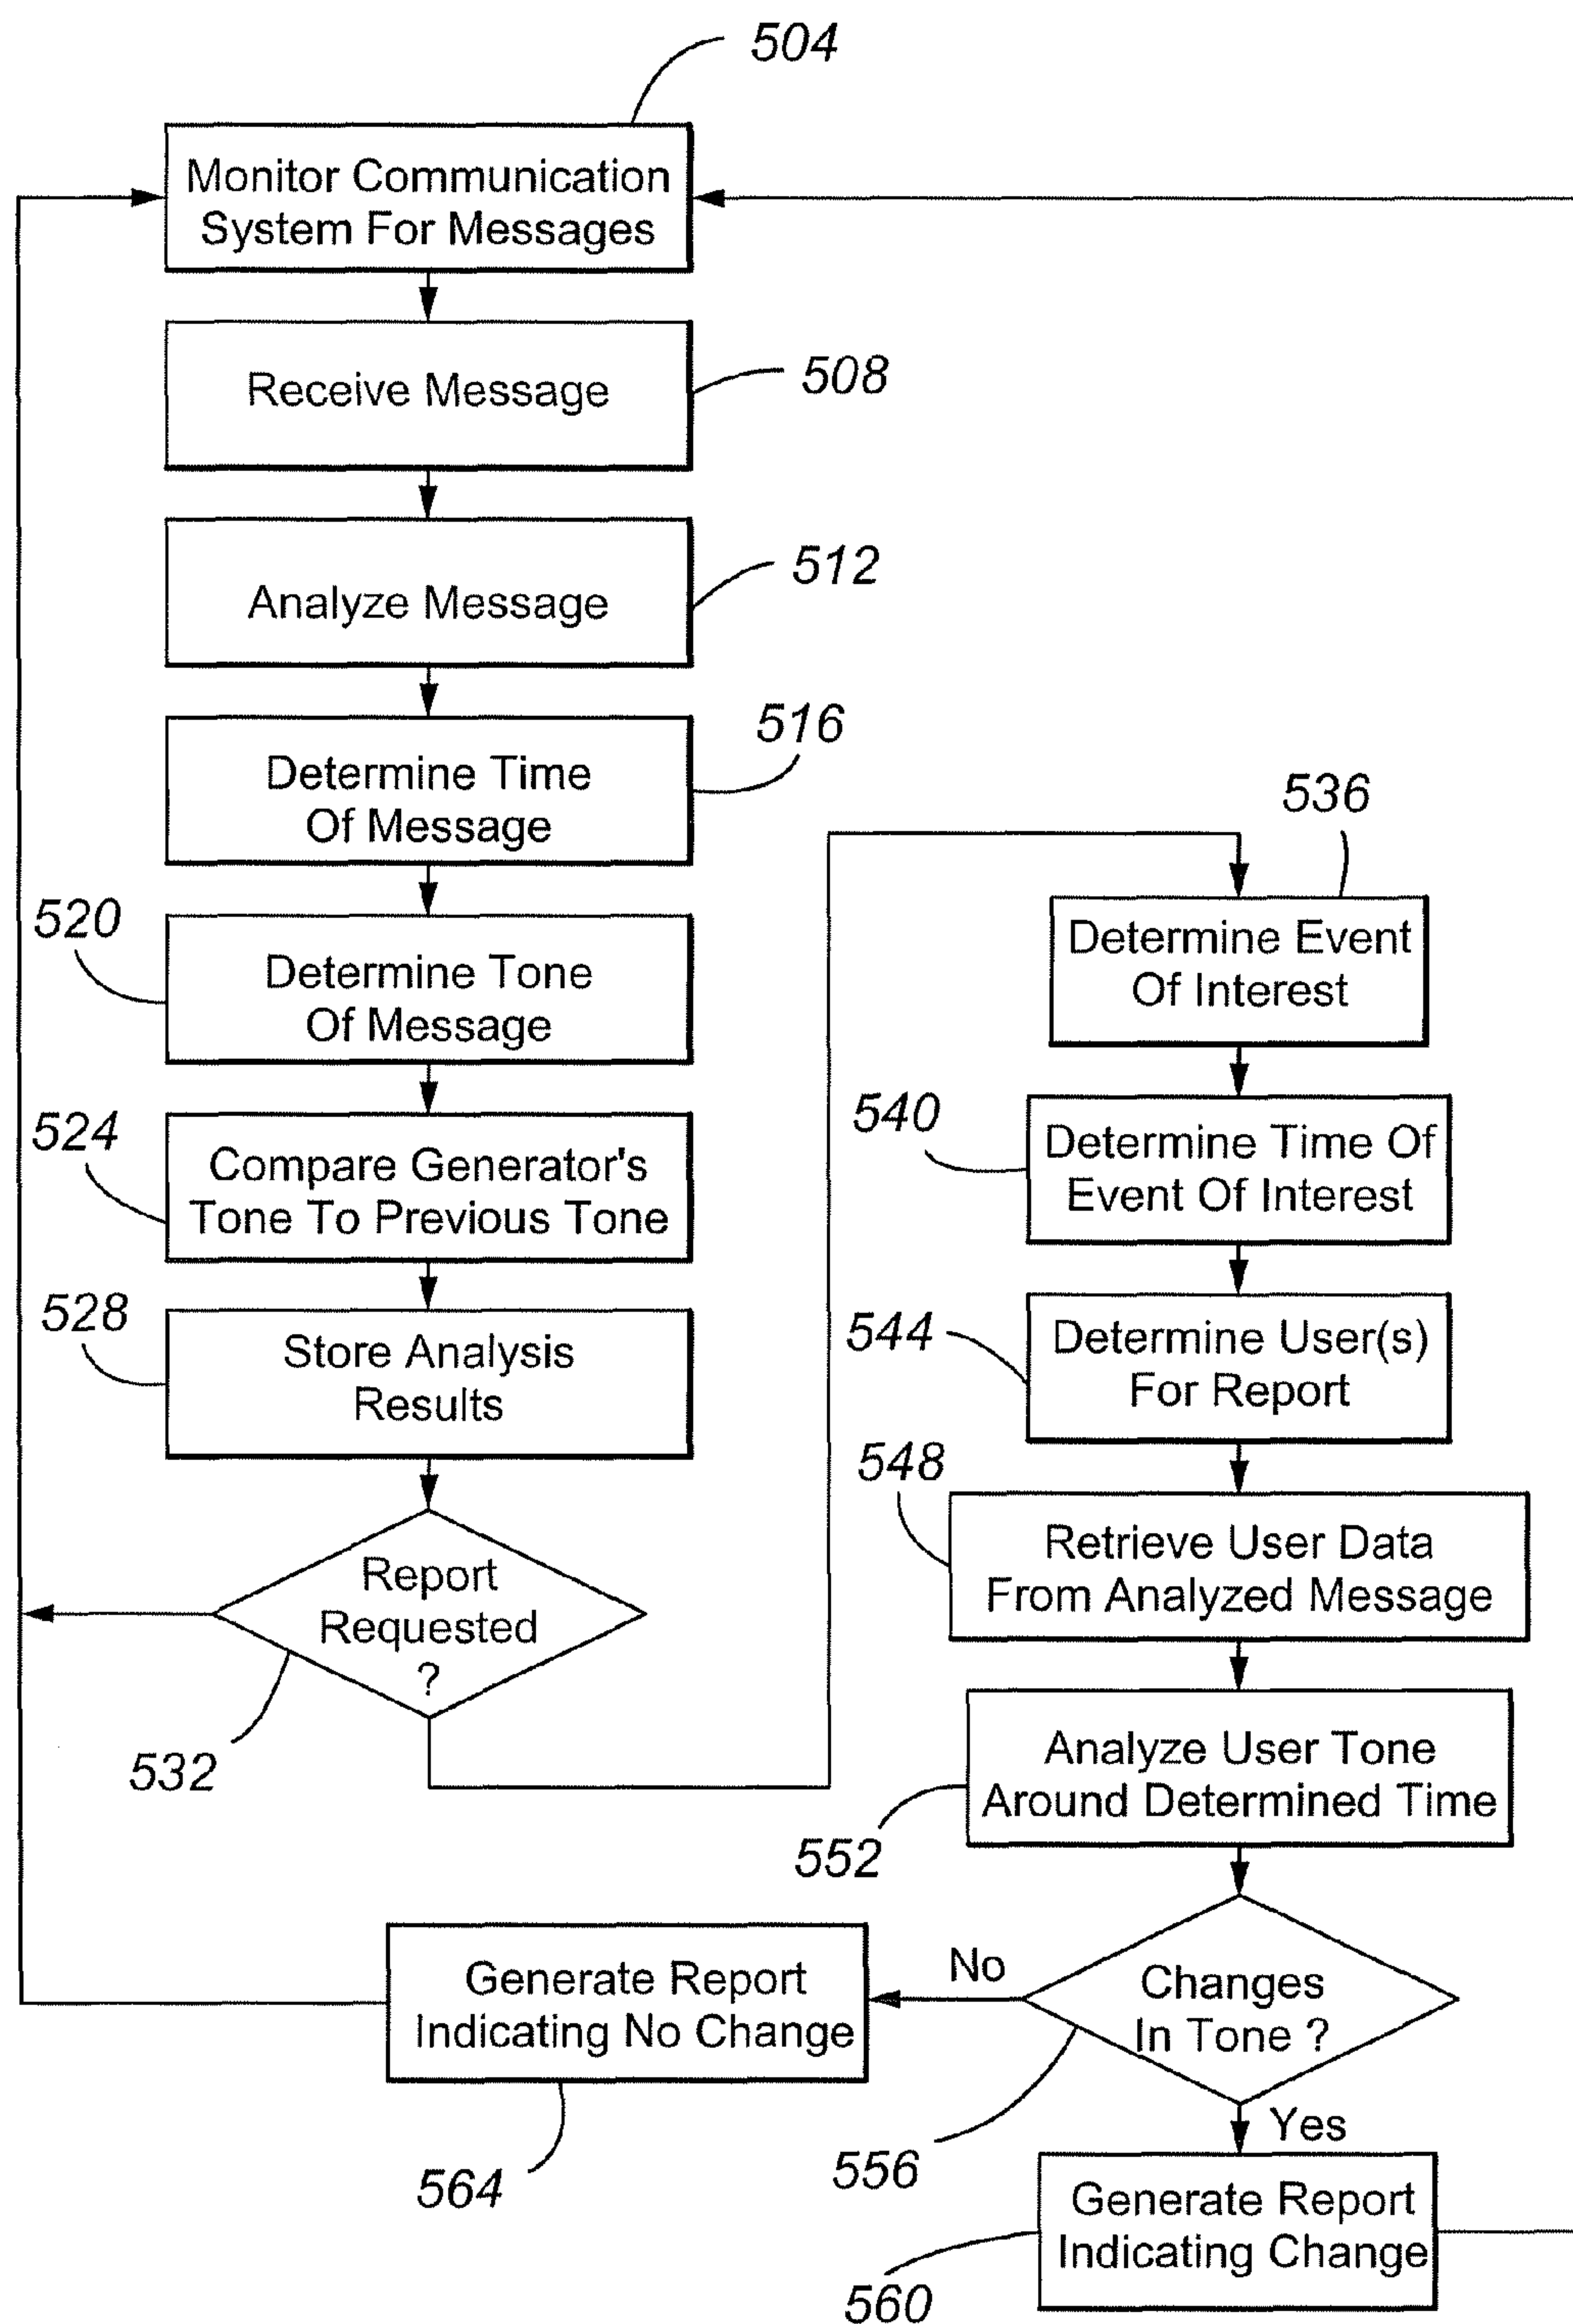 504
Monitor Communication
System For Messages
Receive Message
508
Analyze Message
512
516
Determine Time
Of Message
520
Determine Tone
Of Message
524
Compare Generator's
Tone To Previous Tone
528
Store Analysis
Results
Report
Requested
?
532
536
Determine Event
Of Interest
540
Determine Time Of
Event Of Interest
544
Determine User(s)
For Report
548
Retrieve User Data
From Analyzed Message
Analyze User Tone
Around Determined Time
552
Changes
In Tone ?
556
No
Generate Report
Indicating No Change
564
Yes
Generate Report
Indicating Change
560